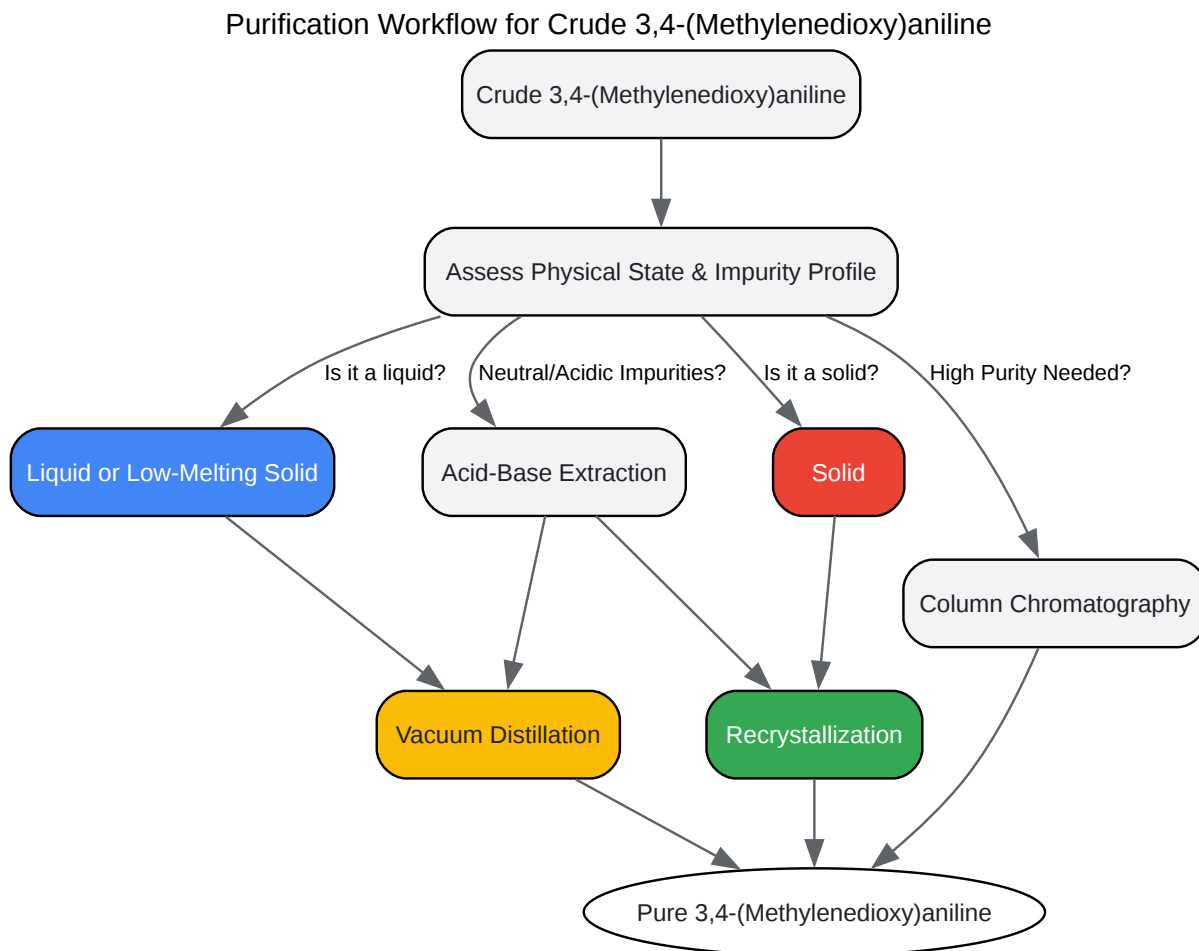 Purification Workflow for Crude 3,4-(Methylenedioxy)aniline
Crude 3,4-(Methylenedioxy)aniline
Assess Physical State & Impurity Profile
Is it a liquid?
Neutral/Acidic Impurities?
Is it a solid?
High Purity Needed?
Liquid or Low-Melting Solid
Acid-Base Extraction
Solid
Column Chromatography
Vacuum Distillation
Recrystallization
Pure 3,4-(Methylenedioxy)aniline